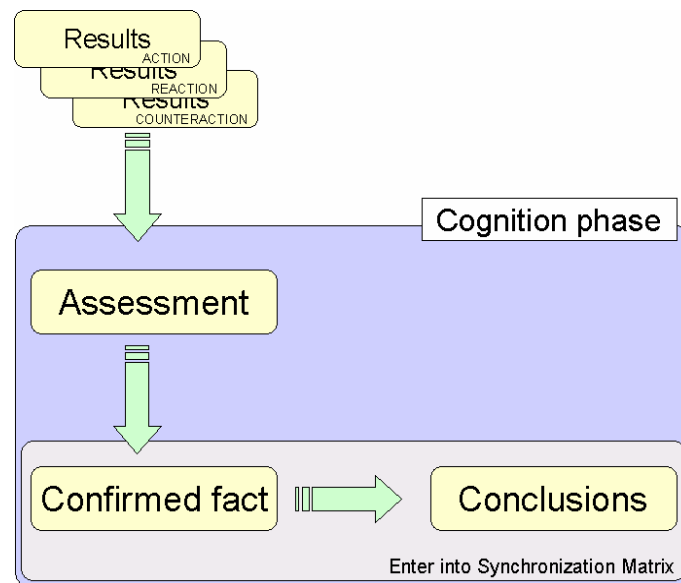 Results
ACTION
Results
REACTION
Results
COUNTERACTION
Cognition phase
Assessment
Confirmed fact
Conclusions
Enter into Synchronization Matrix